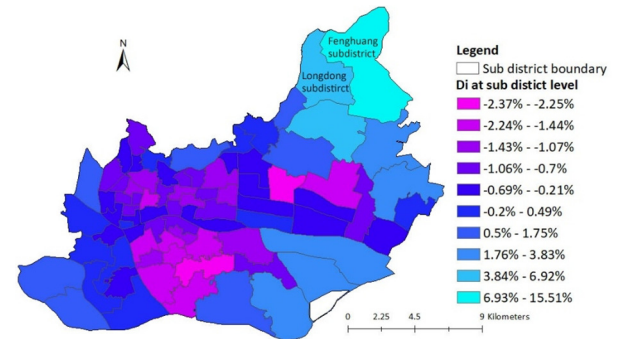 N
Fenghuang
subdistrict
Longdong
subdistirct
Legend
Sub district boundary
Di at sub distict level
-2.37% - -2.25%
-2.24% - -1.44%
-1.43% - -1.07%
-1.06% - -0.7%
-0.69% - -0.21%
-0.2% - 0.49%
0.5% - 1.75%
1.76% - 3.83%
3.84% - 6.92%
6.93% - 15.51%
0 2.25 4.5 9 Kilometers